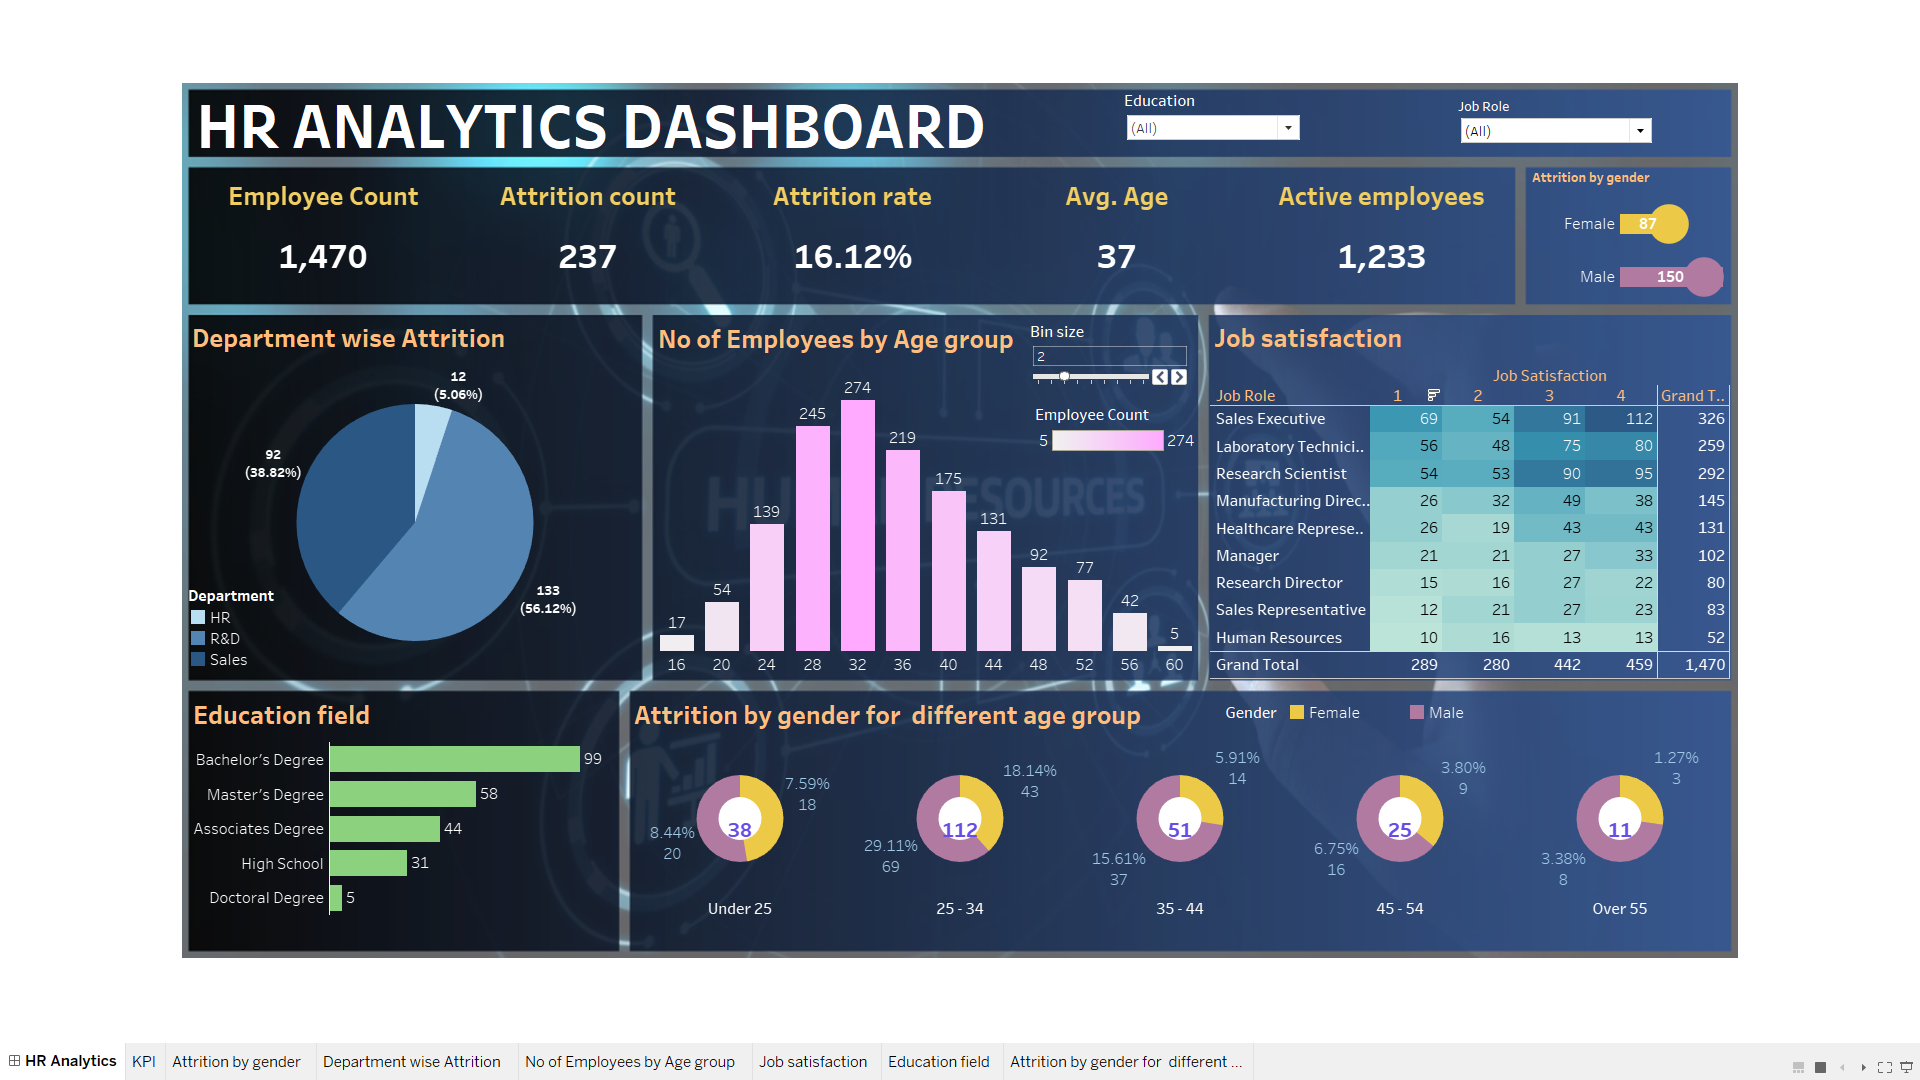 HR ANALYTICS DASHBOARD
Education
(All)
Job Role
(All)
Employee Count
1,470
Attrition count
237
Attrition rate
16.12%
Avg. Age
37
Active employees
1,233
Attrition by gender
Female 87
Male 150
Department wise Attrition
12
(5.06%)
92
(38.82%)
133
(56.12%)
Department
HR
R&D
Sales
No of Employees by Age group
Bin size
2
Employee Count
5 274
17 54 139 245 274 219 175 131 92 77 42 5
16 20 24 28 32 36 40 44 48 52 56 60
HUMAN RESOURCES
Job satisfaction
Job Satisfaction
Job Role 1 2 3 4 Grand T..
Sales Executive 69 54 91 112 326
Laboratory Technici.. 56 48 75 80 259
Research Scientist 54 53 90 95 292
Manufacturing Direc.. 26 32 49 38 145
Healthcare Represe.. 26 19 43 43 131
Manager 21 21 27 33 102
Research Director 15 16 27 22 80
Sales Representative 12 21 27 23 83
Human Resources 10 16 13 13 52
Grand Total 289 280 442 459 1,470
Education field
Bachelor's Degree 99
Master's Degree 58
Associates Degree 44
High School 31
Doctoral Degree 5
Attrition by gender for  different age group
Gender Female Male
7.59%
18
38
8.44%
20
Under 25
18.14%
43
112
29.11%
69
25 - 34
5.91%
14
51
15.61%
37
35 - 44
3.80%
9
25
6.75%
16
45 - 54
1.27%
3
11
3.38%
8
Over 55
HR Analytics KPI Attrition by gender Department wise Attrition No of Employees by Age group Job satisfaction Education field Attrition by gender for  different ...